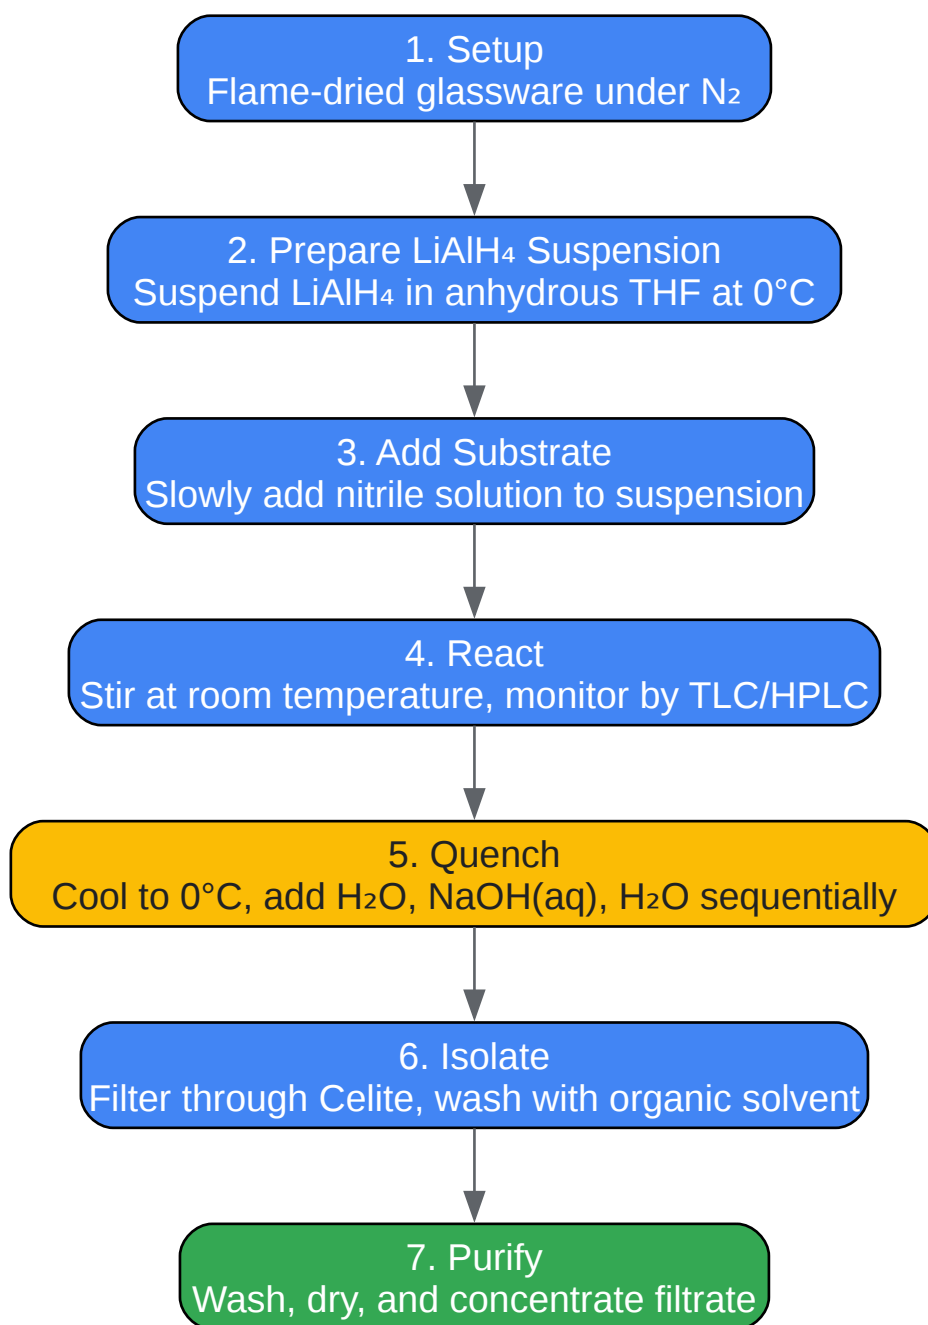 1. Setup
Flame-dried glassware under N₂
2. Prepare LiAlH₄ Suspension
Suspend LiAlH₄ in anhydrous THF at 0°C
3. Add Substrate
Slowly add nitrile solution to suspension
4. React
Stir at room temperature, monitor by TLC/HPLC
5. Quench
Cool to 0°C, add H₂O, NaOH(aq), H₂O sequentially
6. Isolate
Filter through Celite, wash with organic solvent
7. Purify
Wash, dry, and concentrate filtrate